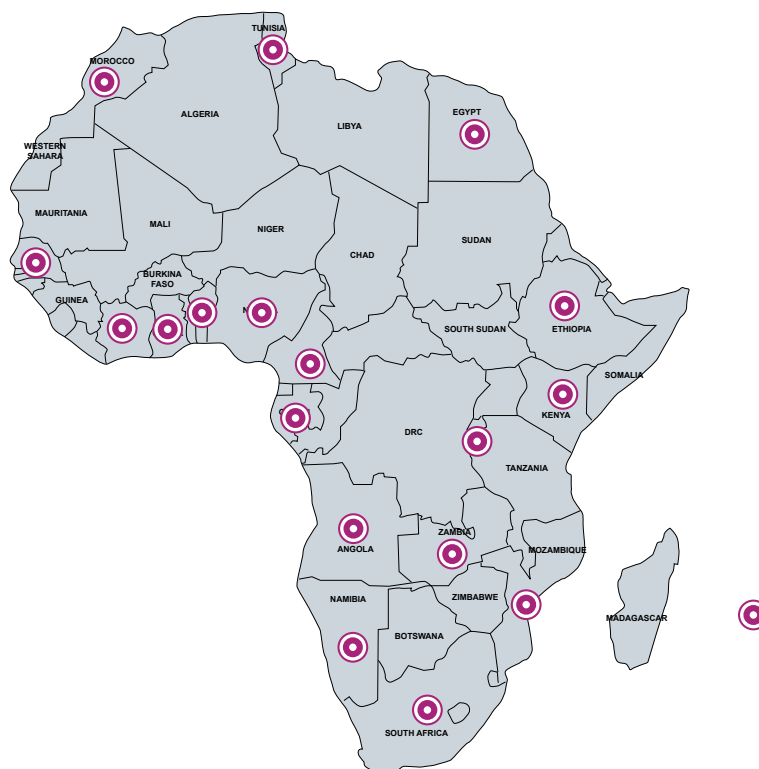 TUNISIA
MOROCCO
ALGERIA
LIBYA
EGYPT
WESTERN
SAHARA
MAURITANIA
MALI
NIGER
CHAD
SUDAN
BURKINA
FASO
GUINEA
SOUTH SUDAN
ETHIOPIA
SOMALIA
KENYA
DRC
TANZANIA
ZAMBIA
ANGOLA
MOZAMBIQUE
NAMIBIA
ZIMBABWE
BOTSWANA
MADAGASCAR
SOUTH AFRICA